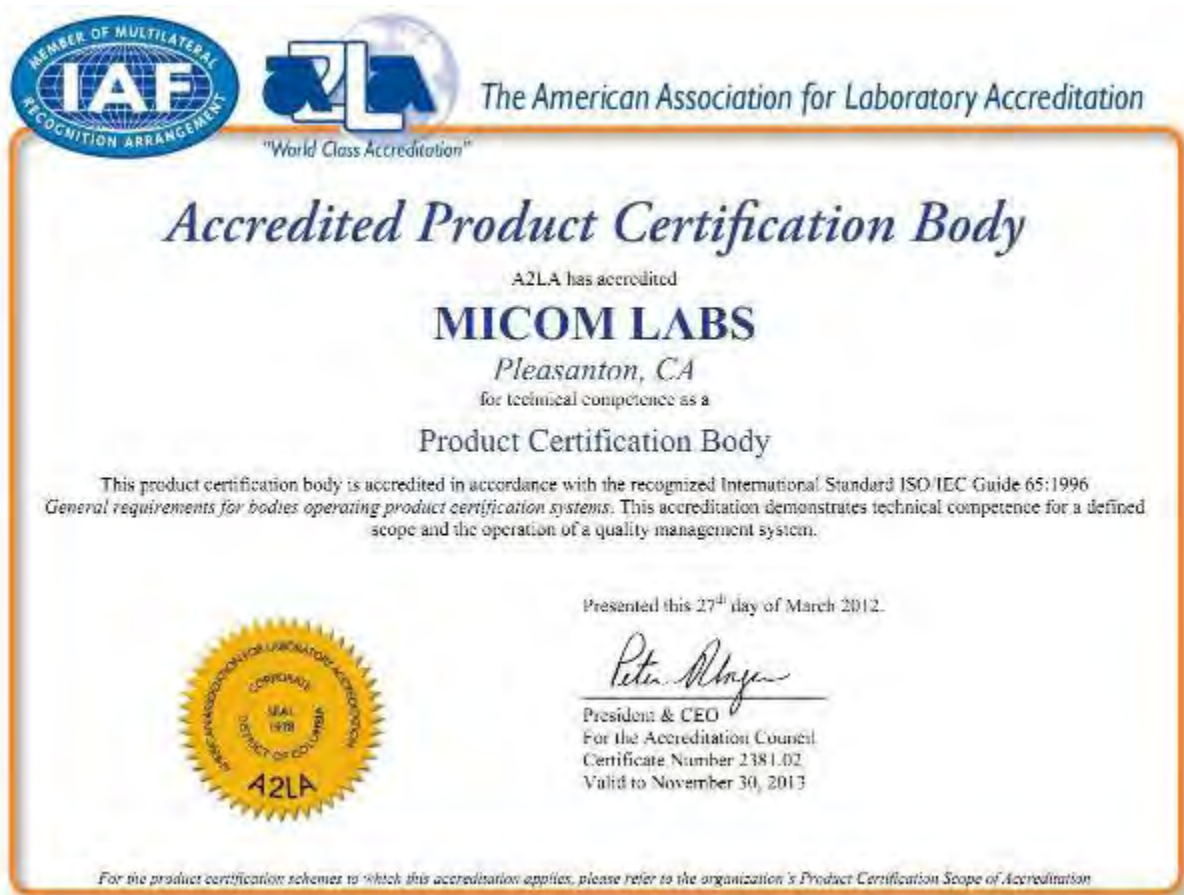 MEMBER OF MULTILATERAL
IAF
RECOGNITION ARRANGEMENT
a2la
The American Association for Laboratory Accreditation
"World Class Accreditation"
Accredited Product Certification Body
A2LA has accredited
MICOM LABS
Pleasanton, CA
for technical competence as a
Product Certification Body
This product certification body is accredited in accordance with the recognized International Standard ISO/IEC Guide 65:1996
General requirements for bodies operating product certification systems. This accreditation demonstrates technical competence for a defined
scope and the operation of a quality management system.
Presented this 27th day of March 2012.
Peter
President & CEO
For the Accreditation Council
Certificate Number 2381.02
Valid to November 30, 2013
AMERICAN ASSOCIATION FOR LABORATORY ACCREDITATION
CORPORATE
SEAL
1978
DISTRICT OF COLUMBIA
A2LA
For the product certification schemes to which this accreditation applies, please refer to the organization's Product Certification Scope of Accreditation